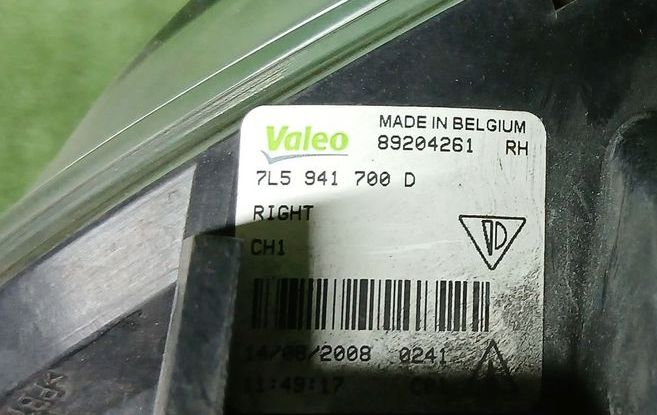 Valeo MADE IN BELGIUM
89204261 RH
7L5 941 700 D
RIGHT
CH1
14/08/2008 0241
11:49:17